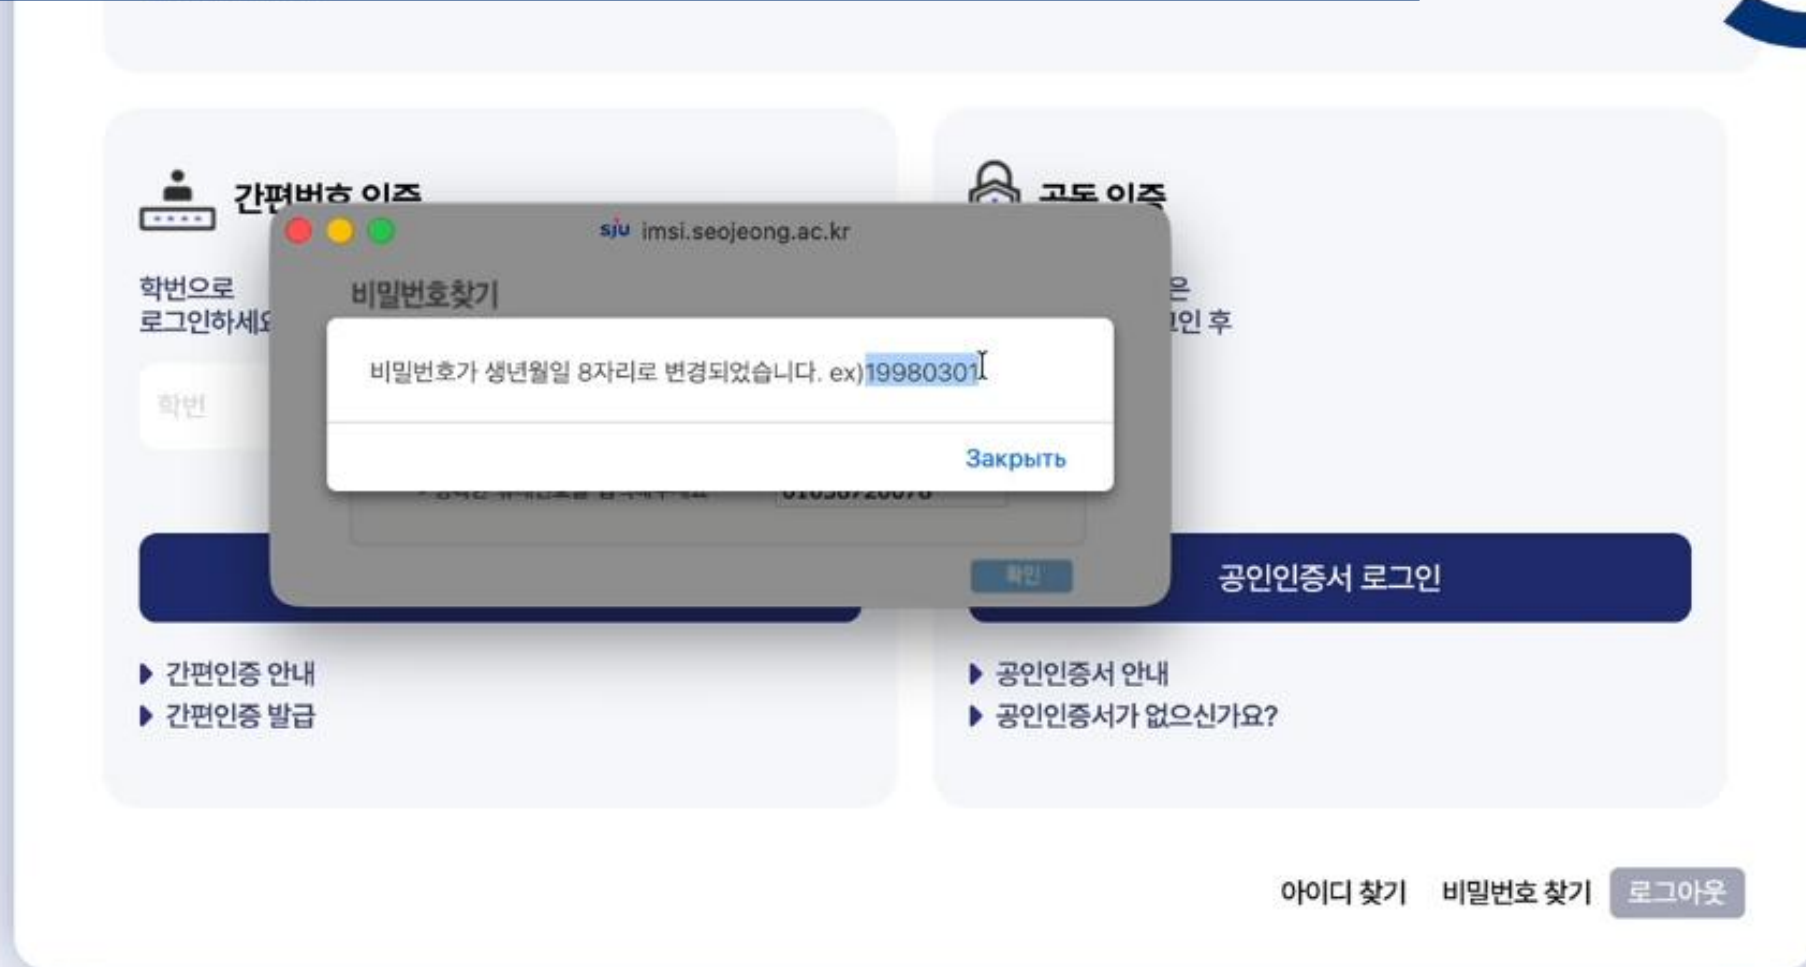 간편번호 인증
공동 인증
sju imsi.seojeong.ac.kr
학번으로
로그인하세요
은
인 후
비밀번호찾기
비밀번호가 생년월일 8자리로 변경되었습니다. ex)19980301
학번
Закрыть
확인
공인인증서 로그인
간편인증 안내
간편인증 발급
공인인증서 안내
공인인증서가 없으신가요?
아이디 찾기
비밀번호 찾기
로그아웃